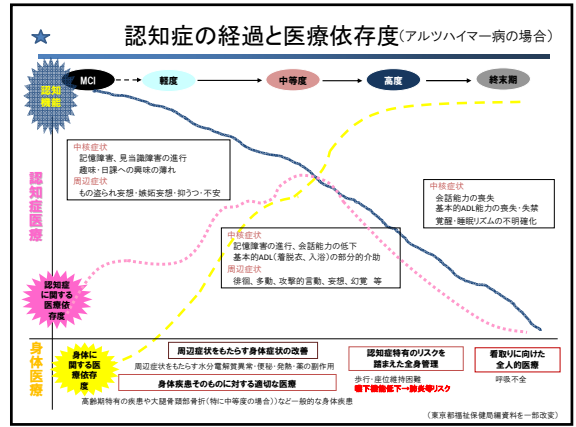 認知症の経過と医療依存度(アルツハイマー病の場合)
MCI
軽度
中等度
高度
終末期
認知
機能
中核症状
記憶障害、見当識障害の進行
趣味・日課への興味の薄れ
周辺症状
もの盗られ妄想・嫉妬妄想・抑うつ・不安
認知症医療
中核症状
会話能力の喪失
基本的ADL能力の喪失・失禁
覚醒・睡眠リズムの不明確化
中核症状
記憶障害の進行、会話能力の低下
基本的ADL(着脱衣、入浴)の部分的介助
周辺症状
徘徊、多動、攻撃的言動、妄想、幻覚 等
認知症
に関する
医療依
存度
身体医療
身体に
関する医
療依存
度
周辺症状をもたらす身体症状の改善
周辺症状をもたらす水分電解質異常・便秘・発熱・薬の副作用
身体疾患そのものに対する適切な医療
高齢期特有の疾患や大腿骨頚部骨折(特に中等度の場合))など一般的な身体疾患
認知症特有のリスクを
踏まえた全身管理
歩行・座位維持困難
嚥下機能低下→肺炎等リスク
看取りに向けた
全人的医療
呼吸不全
(東京都福祉保健局編資料を一部改変)